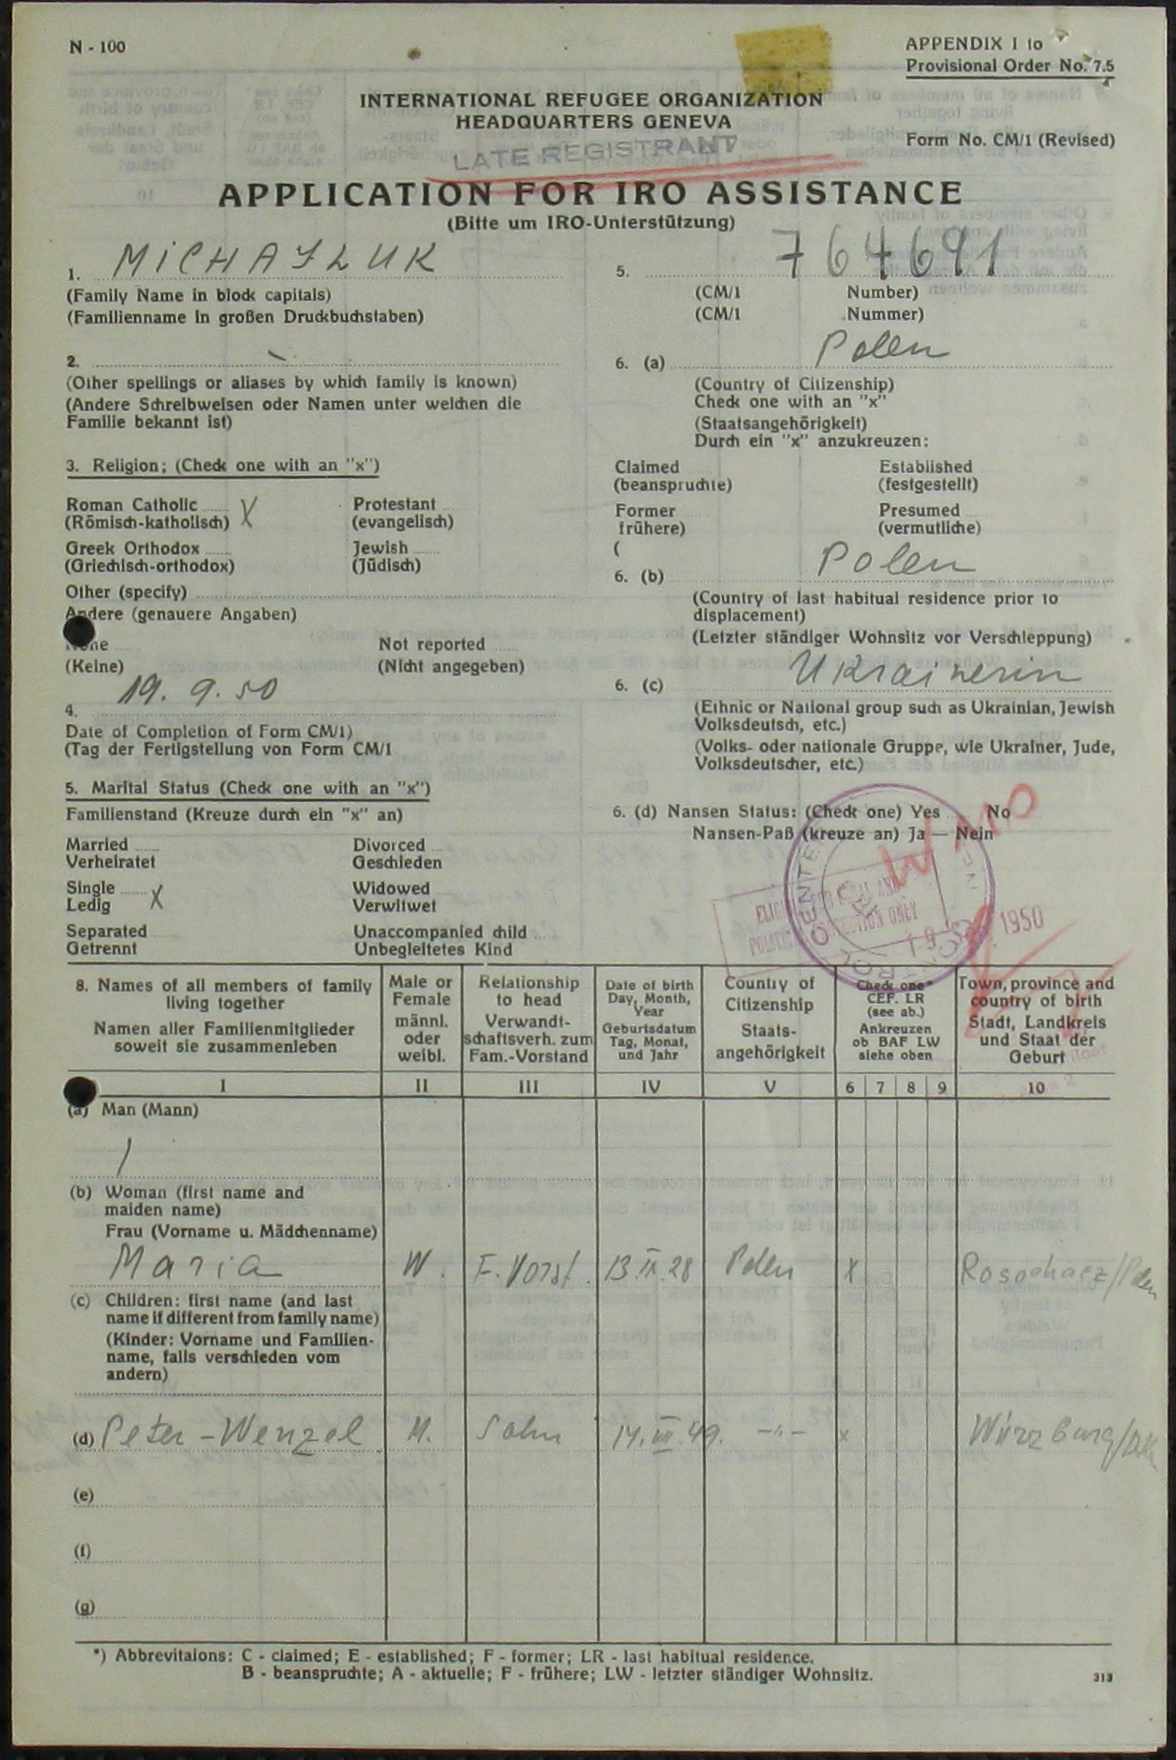 N - 100
APPENDIX I to
Provisional Order No. 7.5
INTERNATIONAL REFUGEE ORGANIZATION
HEADQUARTERS GENEVA
Form No. CM/1 (Revised)
LATE REGISTRANT
APPLICATION FOR IRO ASSISTANCE
(Bitte um IRO-Unterstützung)
1. MiCHAYLUK
(Family Name in block capitals)
(Familienname in großen Druckbuchstaben)
5. 764691
(CM/1 Number)
(CM/1 Nummer)
2.
(Other spellings or aliases by which family is known)
(Andere Schreibweisen oder Namen unter welchen die
Familie bekannt ist)
6. (a) Polen
(Country of Citizenship)
Check one with an "x"
(Staatsangehörigkeit)
Durch ein "x" anzukreuzen:
3. Religion; (Check one with an "x")
Claimed Established
(beanspruchte) (festgestellt)
Roman Catholic X Protestant
(Römisch-katholisch) (evangelisch)
Former Presumed
frühere) (vermutliche)
(
Greek Orthodox Jewish
(Griechisch-orthodox) (Jüdisch)
Other (specify)
Andere (genauere Angaben)
6. (b) Polen
(Country of last habitual residence prior to
displacement)
(Letzter ständiger Wohnsitz vor Verschleppung)
None Not reported
(Keine) (Nicht angegeben)
4. 19. 9. 50
Date of Completion of Form CM/1)
(Tag der Fertigstellung von Form CM/1
6. (c) Ukrainerin
(Ethnic or National group such as Ukrainian, Jewish
Volksdeutsch, etc.)
(Volks- oder nationale Gruppe, wie Ukrainer, Jude,
Volksdeutscher, etc.)
5. Marital Status (Check one with an "x")
Familienstand (Kreuze durch ein "x" an)
6. (d) Nansen Status: (Check one) Yes No
Nansen-Paß (kreuze an) Ja — Nein
Married Divorced
Verheiratet Geschieden
Single X Widowed
Ledig Verwitwet
Separated Unaccompanied child
Getrennt Unbegleitetes Kind
CONTROL CENTER
1950
8. Names of all members of family
living together
Namen aller Familienmitglieder
soweit sie zusammenleben
Male or
Female
männl.
oder
weibl.
Relationship
to head
Verwandt-
schaftsverh. zum
Fam.-Vorstand
Date of birth
Day, Month,
Year
Geburtsdatum
Tag, Monat,
und Jahr
Country of
Citizenship
Staats-
angehörigkeit
Check one*
CEF. LR
(see ab.)
Ankreuzen
ob BAF LW
siehe oben
Town, province and
country of birth
Stadt, Landkreis
und Staat der
Geburt
I II III IV V 6 7 8 9 10
(a) Man (Mann)
(b) Woman (first name and
maiden name)
Frau (Vorname u. Mädchenname)
Maria W. F. Vorst. 13.IX.28 Polen X Rosochacz/Polen
(c) Children: first name (and last
name if different from family name)
(Kinder: Vorname und Familien-
name, falls verschieden vom
andern)
(d) Peter-Wenzel M. Sohn 14.III.49. -"- x Würzburg/
(e)
(f)
(g)
*) Abbrevitaions: C - claimed; E - established; F - former; LR - last habitual residence.
B - beanspruchte; A - aktuelle; F - frühere; LW - letzter ständiger Wohnsitz.
313